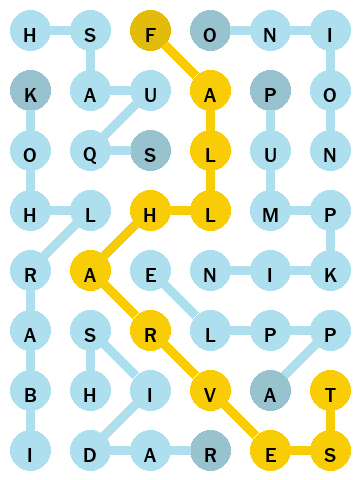 H S F O N I
K A U A P O
O Q S L U N
H L H L M P
R A E N I K
A S R L P P
B H I V A T
I D A R E S